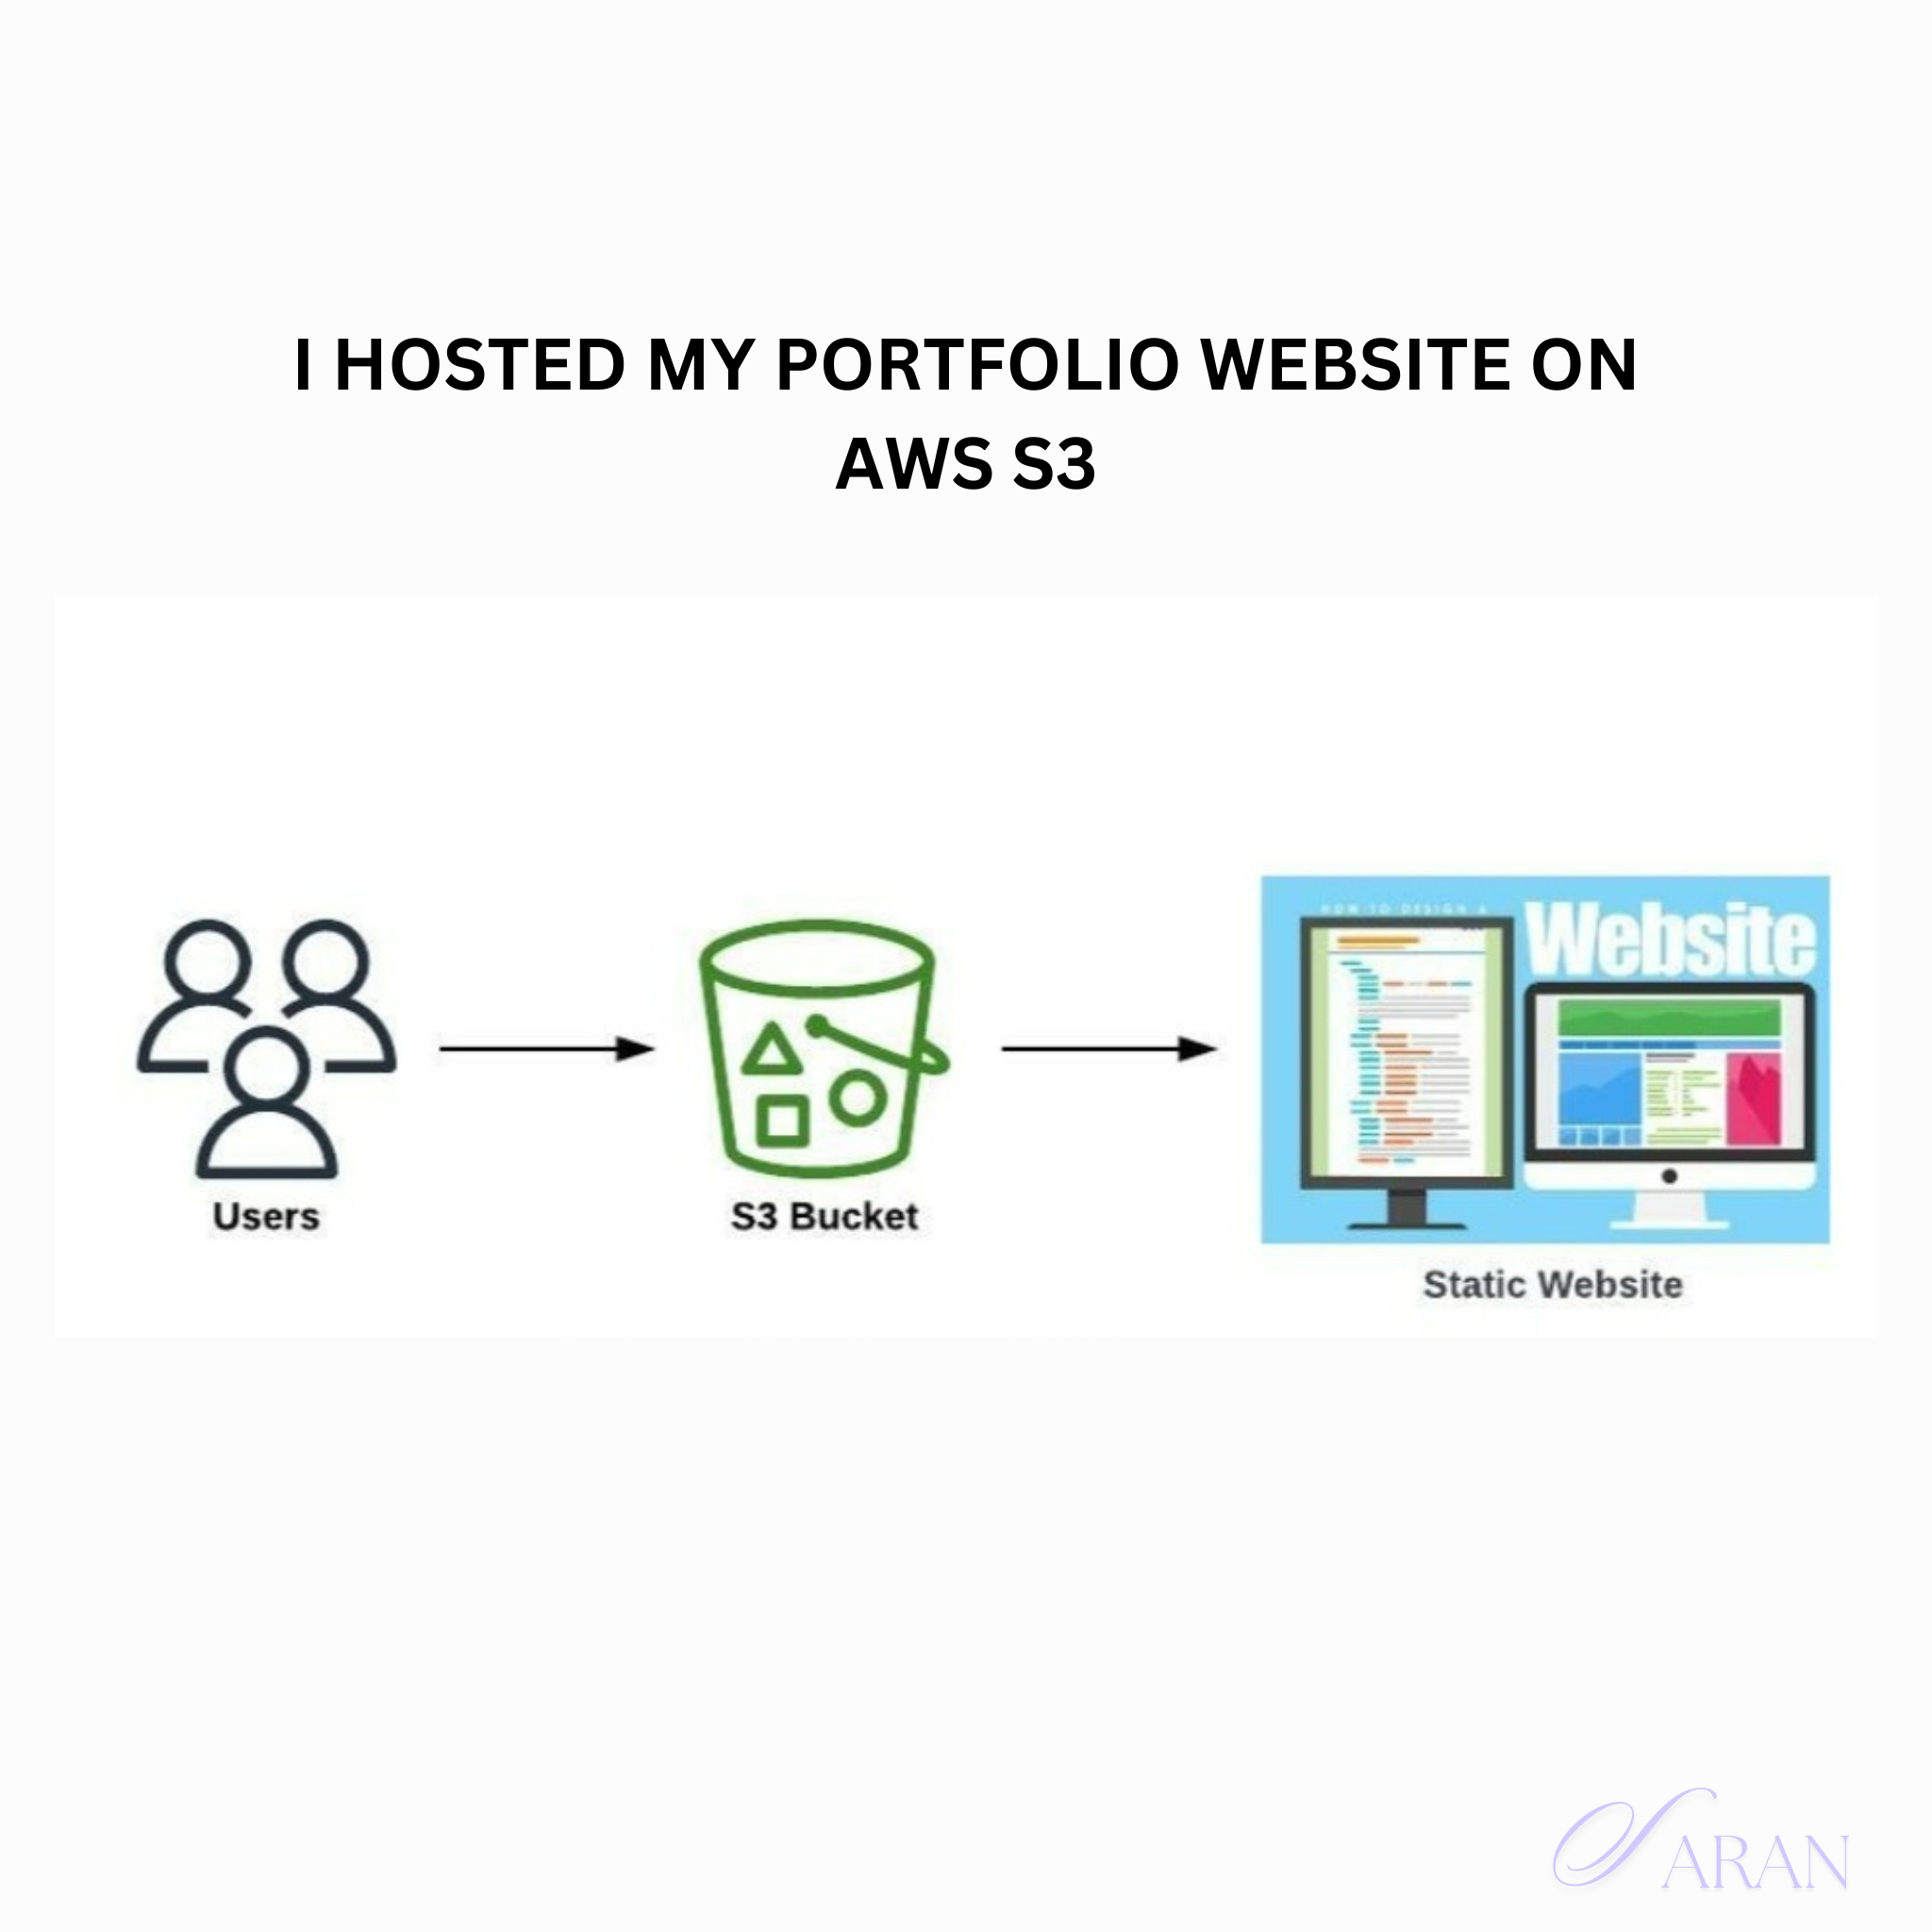 I HOSTED MY PORTFOLIO WEBSITE ON
AWS S3
HOW TO DESIGN A
Website
Users
S3 Bucket
Static Website
SARAN